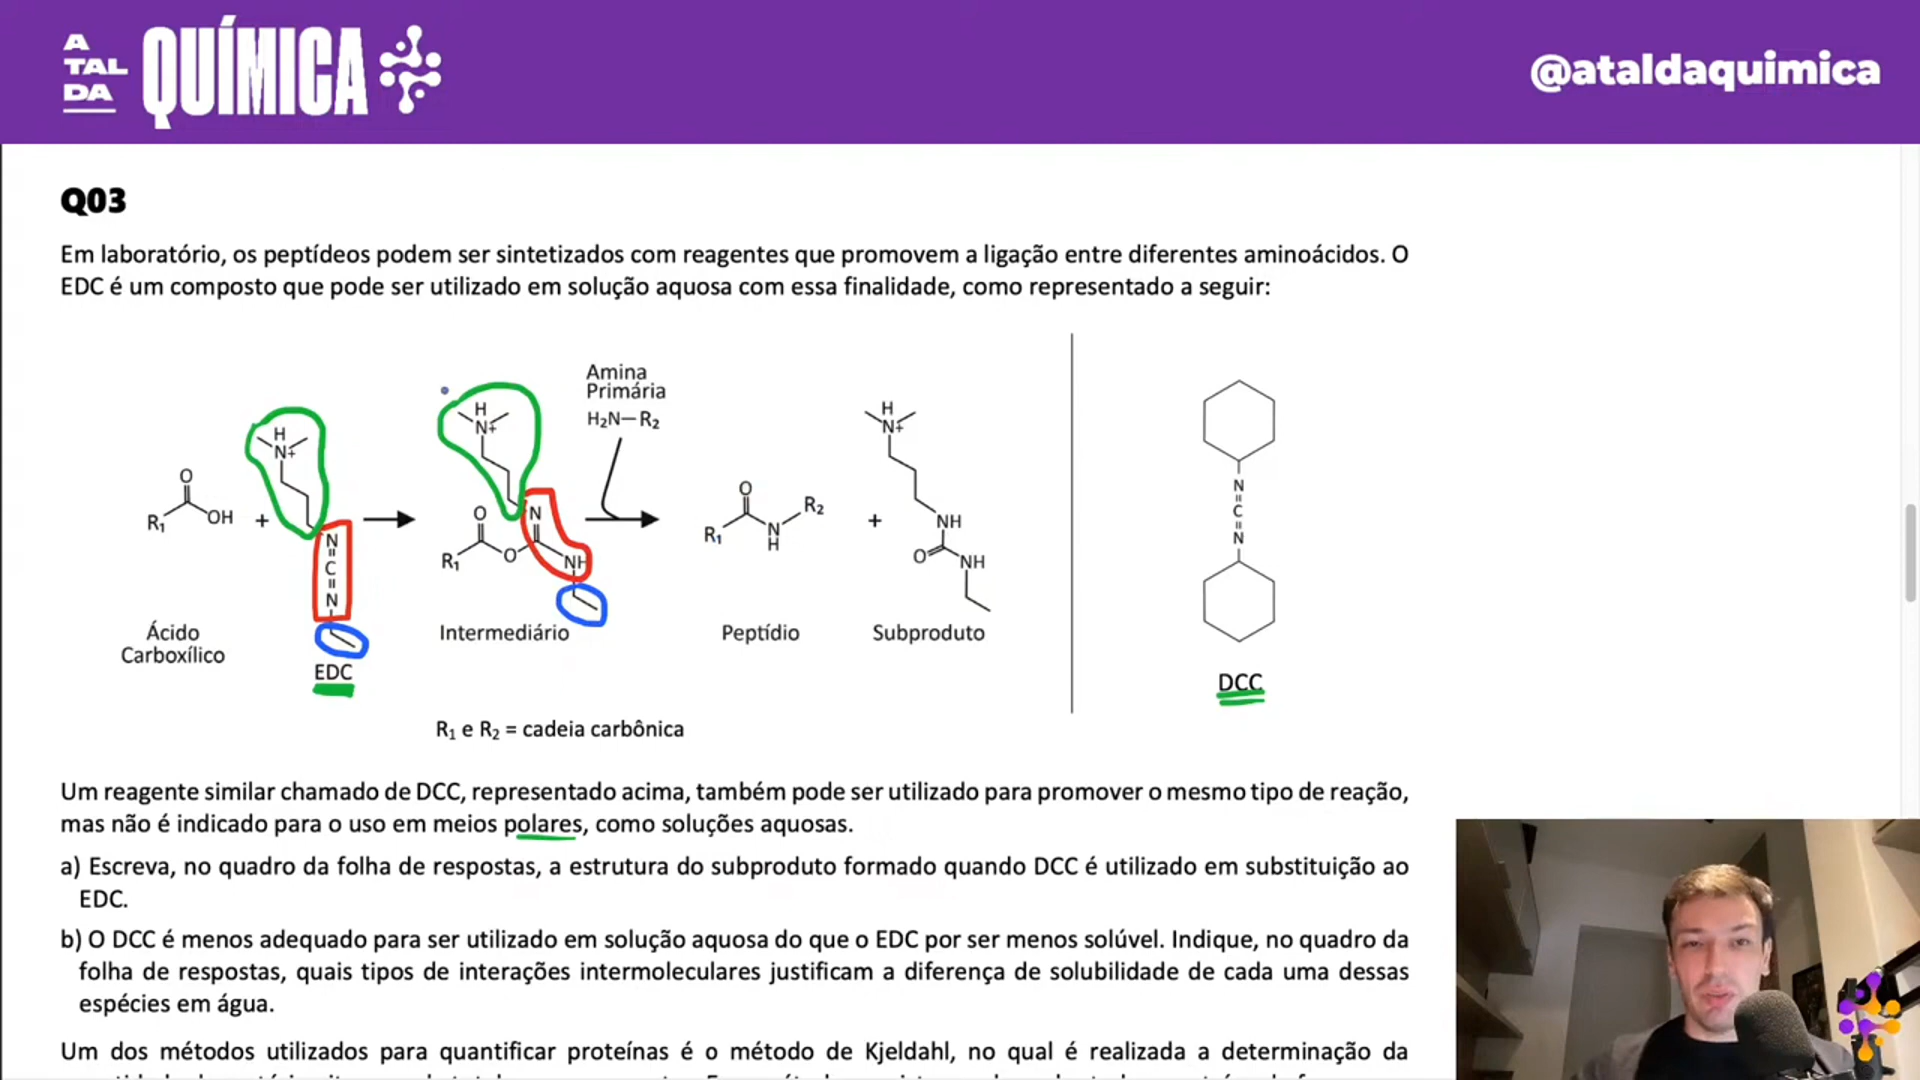 A
TAL
DA
QUÍMICA
@ataldaquimica
Q03
Em laboratório, os peptídeos podem ser sintetizados com reagentes que promovem a ligação entre diferentes aminoácidos. O
EDC é um composto que pode ser utilizado em solução aquosa com essa finalidade, como representado a seguir:
R₁
O
OH
+
H
N+
N
C
N
Ácido
Carboxílico
EDC
H
N+
R₁
O
O
N
NH
Intermediário
Amina
Primária
H₂N—R₂
R₁
O
N
H
R₂
Peptídio
+
H
N+
NH
O
NH
Subproduto
N
C
N
DCC
R₁ e R₂ = cadeia carbônica
Um reagente similar chamado de DCC, representado acima, também pode ser utilizado para promover o mesmo tipo de reação,
mas não é indicado para o uso em meios polares, como soluções aquosas.
a) Escreva, no quadro da folha de respostas, a estrutura do subproduto formado quando DCC é utilizado em substituição ao
EDC.
b) O DCC é menos adequado para ser utilizado em solução aquosa do que o EDC por ser menos solúvel. Indique, no quadro da
folha de respostas, quais tipos de interações intermoleculares justificam a diferença de solubilidade de cada uma dessas
espécies em água.
Um dos métodos utilizados para quantificar proteínas é o método de Kjeldahl, no qual é realizada a determinação da